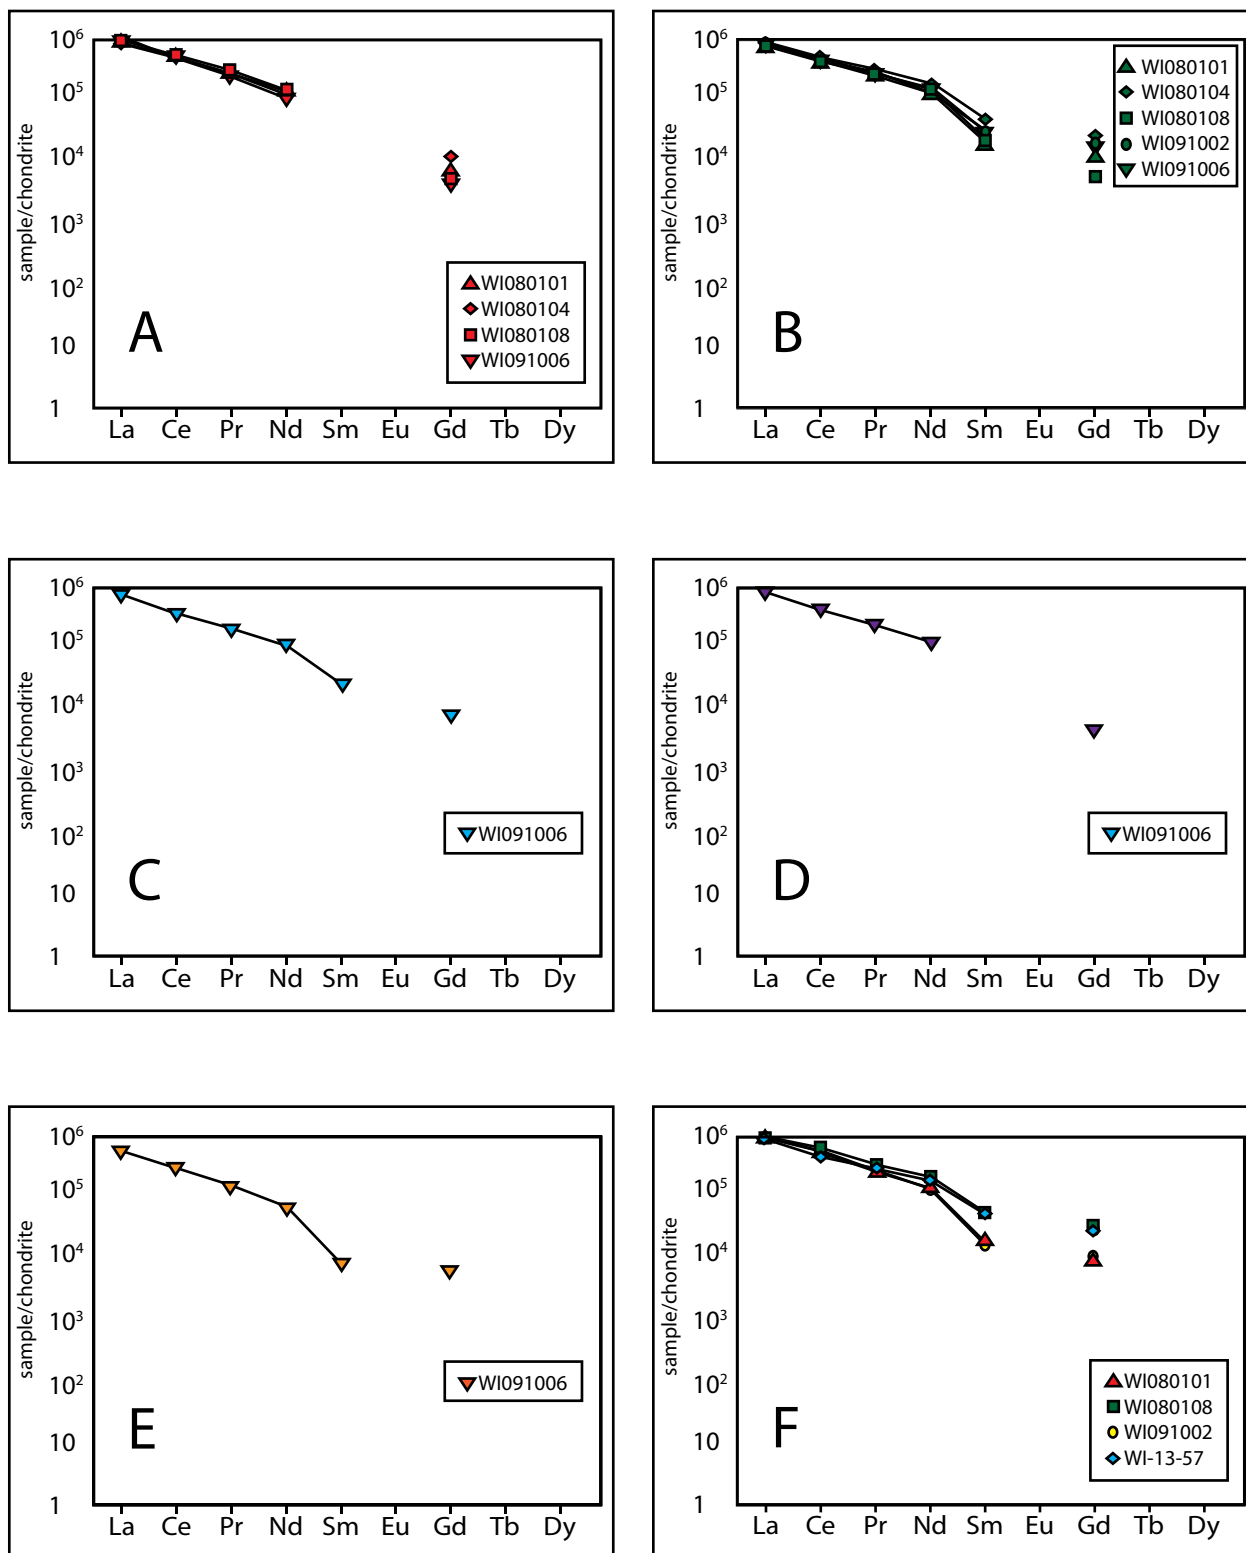 10⁶
10⁵
10⁴
10³
10²
10
1
sample/chondrite
A
WI080101
WI080104
WI080108
WI091006
La Ce Pr Nd Sm Eu Gd Tb Dy
10⁶
10⁵
10⁴
10³
10²
10
1
sample/chondrite
B
WI080101
WI080104
WI080108
WI091002
WI091006
La Ce Pr Nd Sm Eu Gd Tb Dy
10⁶
10⁵
10⁴
10³
10²
10
1
sample/chondrite
C
WI091006
La Ce Pr Nd Sm Eu Gd Tb Dy
10⁶
10⁵
10⁴
10³
10²
10
1
sample/chondrite
D
WI091006
La Ce Pr Nd Sm Eu Gd Tb Dy
10⁶
10⁵
10⁴
10³
10²
10
1
sample/chondrite
E
WI091006
La Ce Pr Nd Sm Eu Gd Tb Dy
10⁶
10⁵
10⁴
10³
10²
10
1
sample/chondrite
F
WI080101
WI080108
WI091002
WI-13-57
La Ce Pr Nd Sm Eu Gd Tb Dy